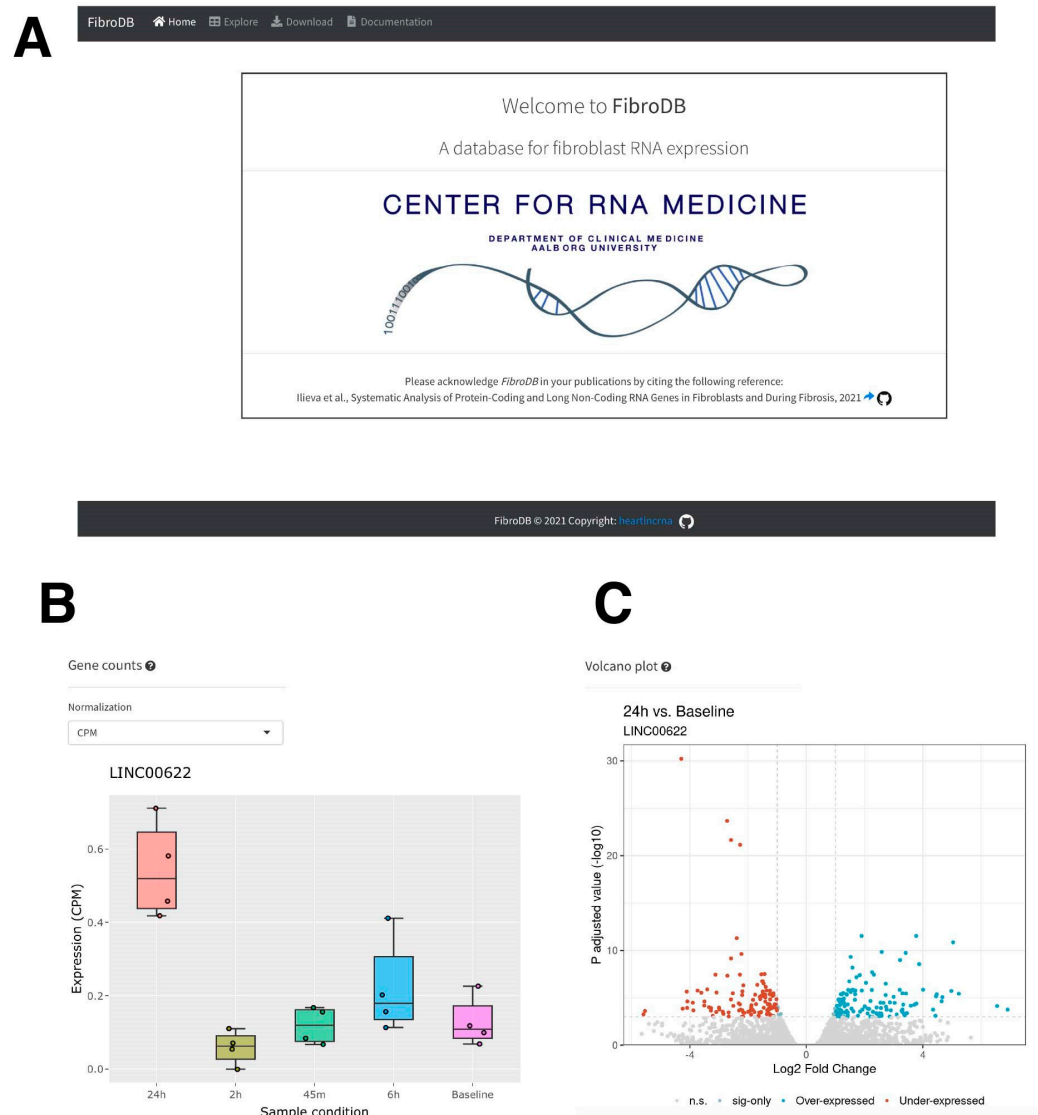 A
FibroDB Home Explore Download Documentation
Welcome to FibroDB
A database for fibroblast RNA expression
CENTER FOR RNA MEDICINE
DEPARTMENT OF CLINICAL MEDICINE
AALBORG UNIVERSITY
1001110010
Please acknowledge FibroDB in your publications by citing the following reference:
Ilieva et al., Systematic Analysis of Protein-Coding and Long Non-Coding RNA Genes in Fibroblasts and During Fibrosis, 2021
FibroDB © 2021 Copyright: heartlncrna
B
Gene counts ?
Normalization
CPM
LINC00622
Expression (CPM)
0.6
0.4
0.2
0.0
24h 2h 45m 6h Baseline
Sample condition
C
Volcano plot ?
24h vs. Baseline
LINC00622
P adjusted value (-log10)
30
20
10
0
-4 0 4
Log2 Fold Change
n.s. sig-only Over-expressed Under-expressed